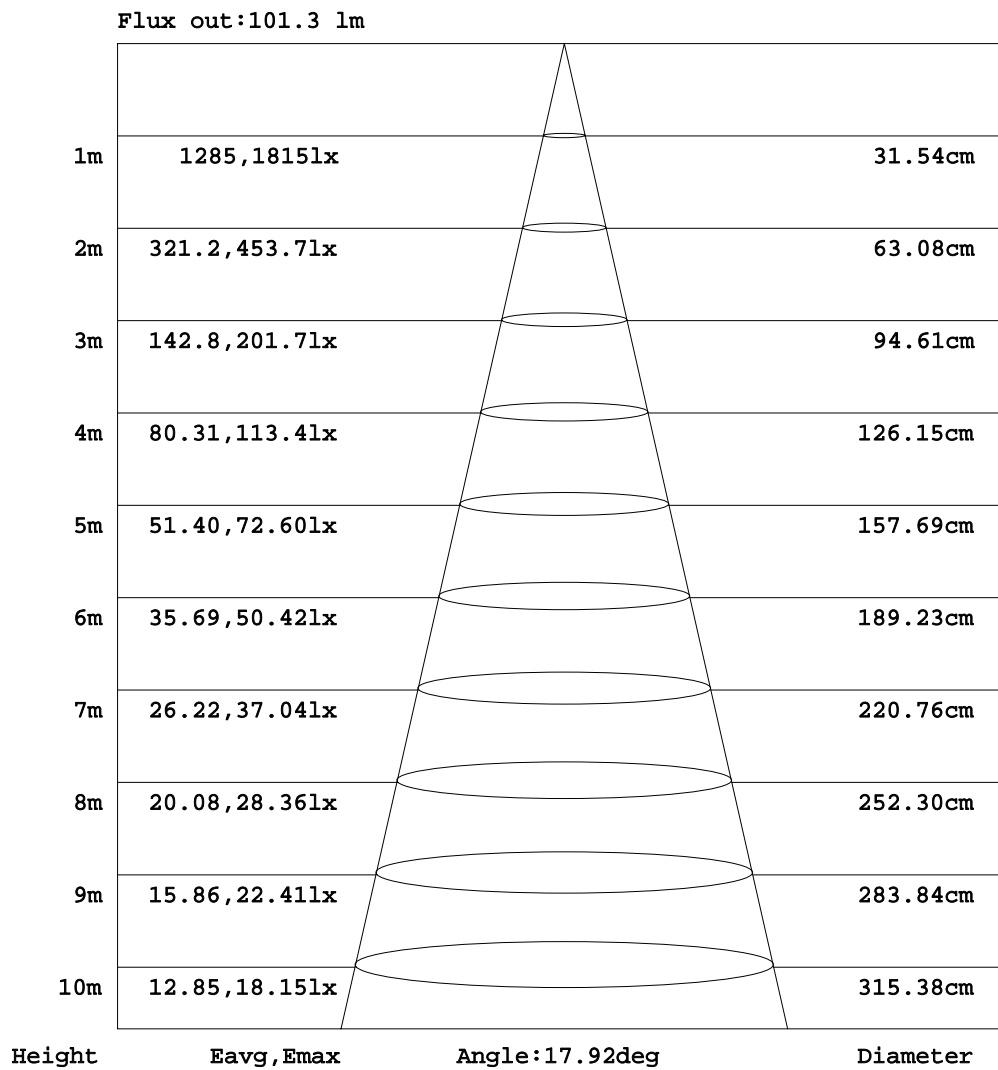 Flux out:101.3 lm
1m 1285,1815lx 31.54cm
2m 321.2,453.7lx 63.08cm
3m 142.8,201.7lx 94.61cm
4m 80.31,113.4lx 126.15cm
5m 51.40,72.60lx 157.69cm
6m 35.69,50.42lx 189.23cm
7m 26.22,37.04lx 220.76cm
8m 20.08,28.36lx 252.30cm
9m 15.86,22.41lx 283.84cm
10m 12.85,18.15lx 315.38cm
Height Eavg,Emax Angle:17.92deg Diameter